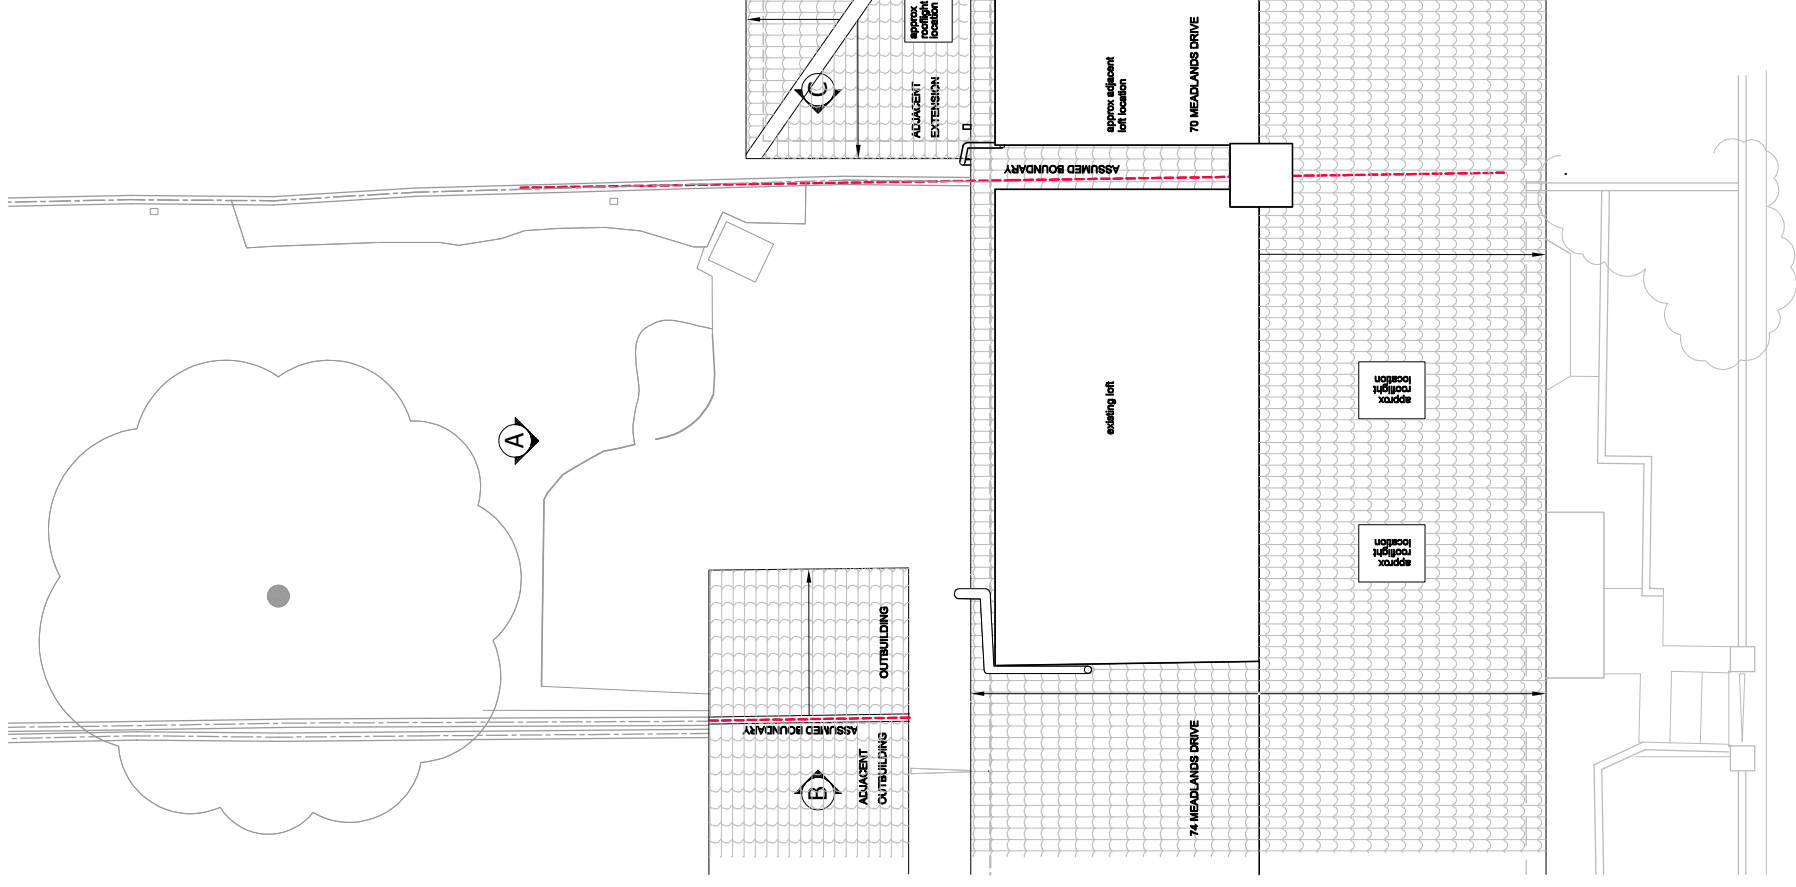 approx
rooflight
location
C
ADJACENT
EXTENSION
approx adjacent
loft location
70 MEADLANDS DRIVE
ASSUMED BOUNDARY
approx
rooflight
location
existing loft
A
approx
rooflight
location
OUTBUILDING
ASSUMED BOUNDARY
B
ADJACENT
OUTBUILDING
74 MEADLANDS DRIVE